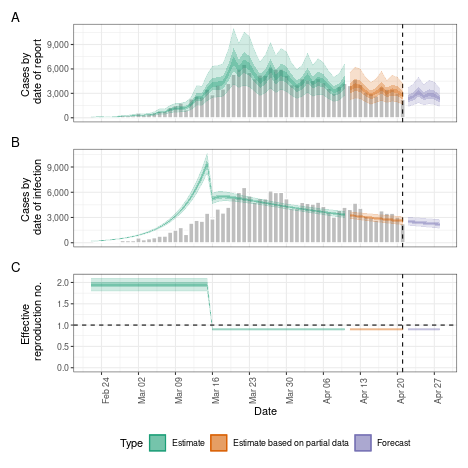 A
Cases by
date of report
9,000
6,000
3,000
0
B
Cases by
date of infection
9,000
6,000
3,000
0
C
Effective
reproduction no.
2.0
1.5
1.0
0.5
0.0
Feb 24
Mar 02
Mar 09
Mar 16
Mar 23
Mar 30
Apr 06
Apr 13
Apr 20
Apr 27
Date
Type
Estimate
Estimate based on partial data
Forecast